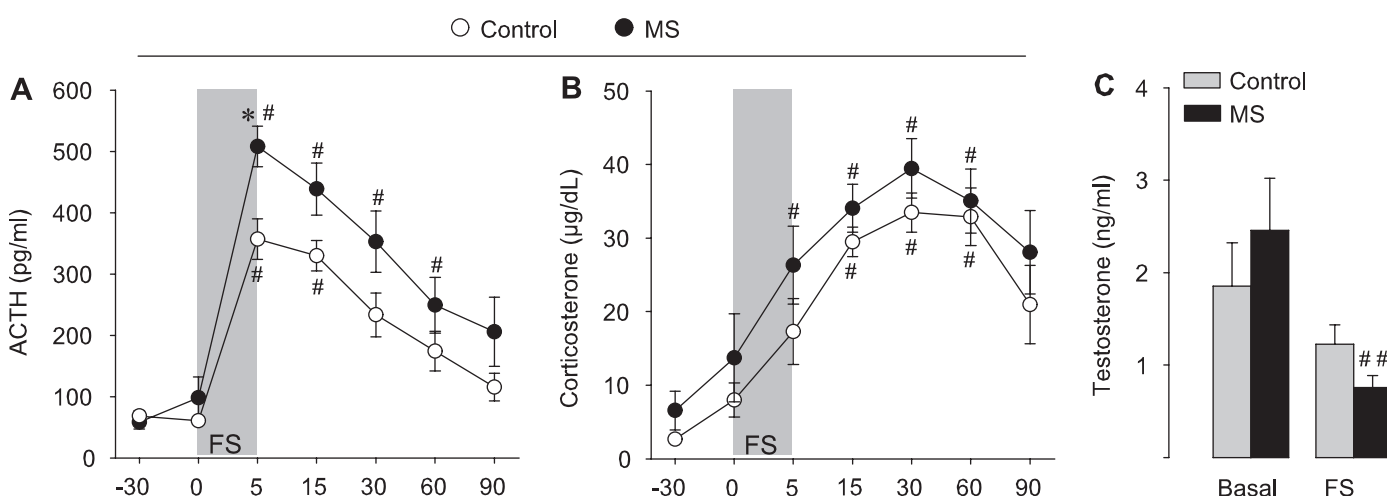 Control MS
A
ACTH (pg/ml)
600
500
400
300
200
100
0
* #
#
#
#
#
#
FS
-30 0 5 15 30 60 90
B
Corticosterone (µg/dL)
50
40
30
20
10
0
#
#
#
#
#
#
#
FS
-30 0 5 15 30 60 90
C
Control
MS
Testosterone (ng/ml)
4
3
2
1
# #
Basal FS